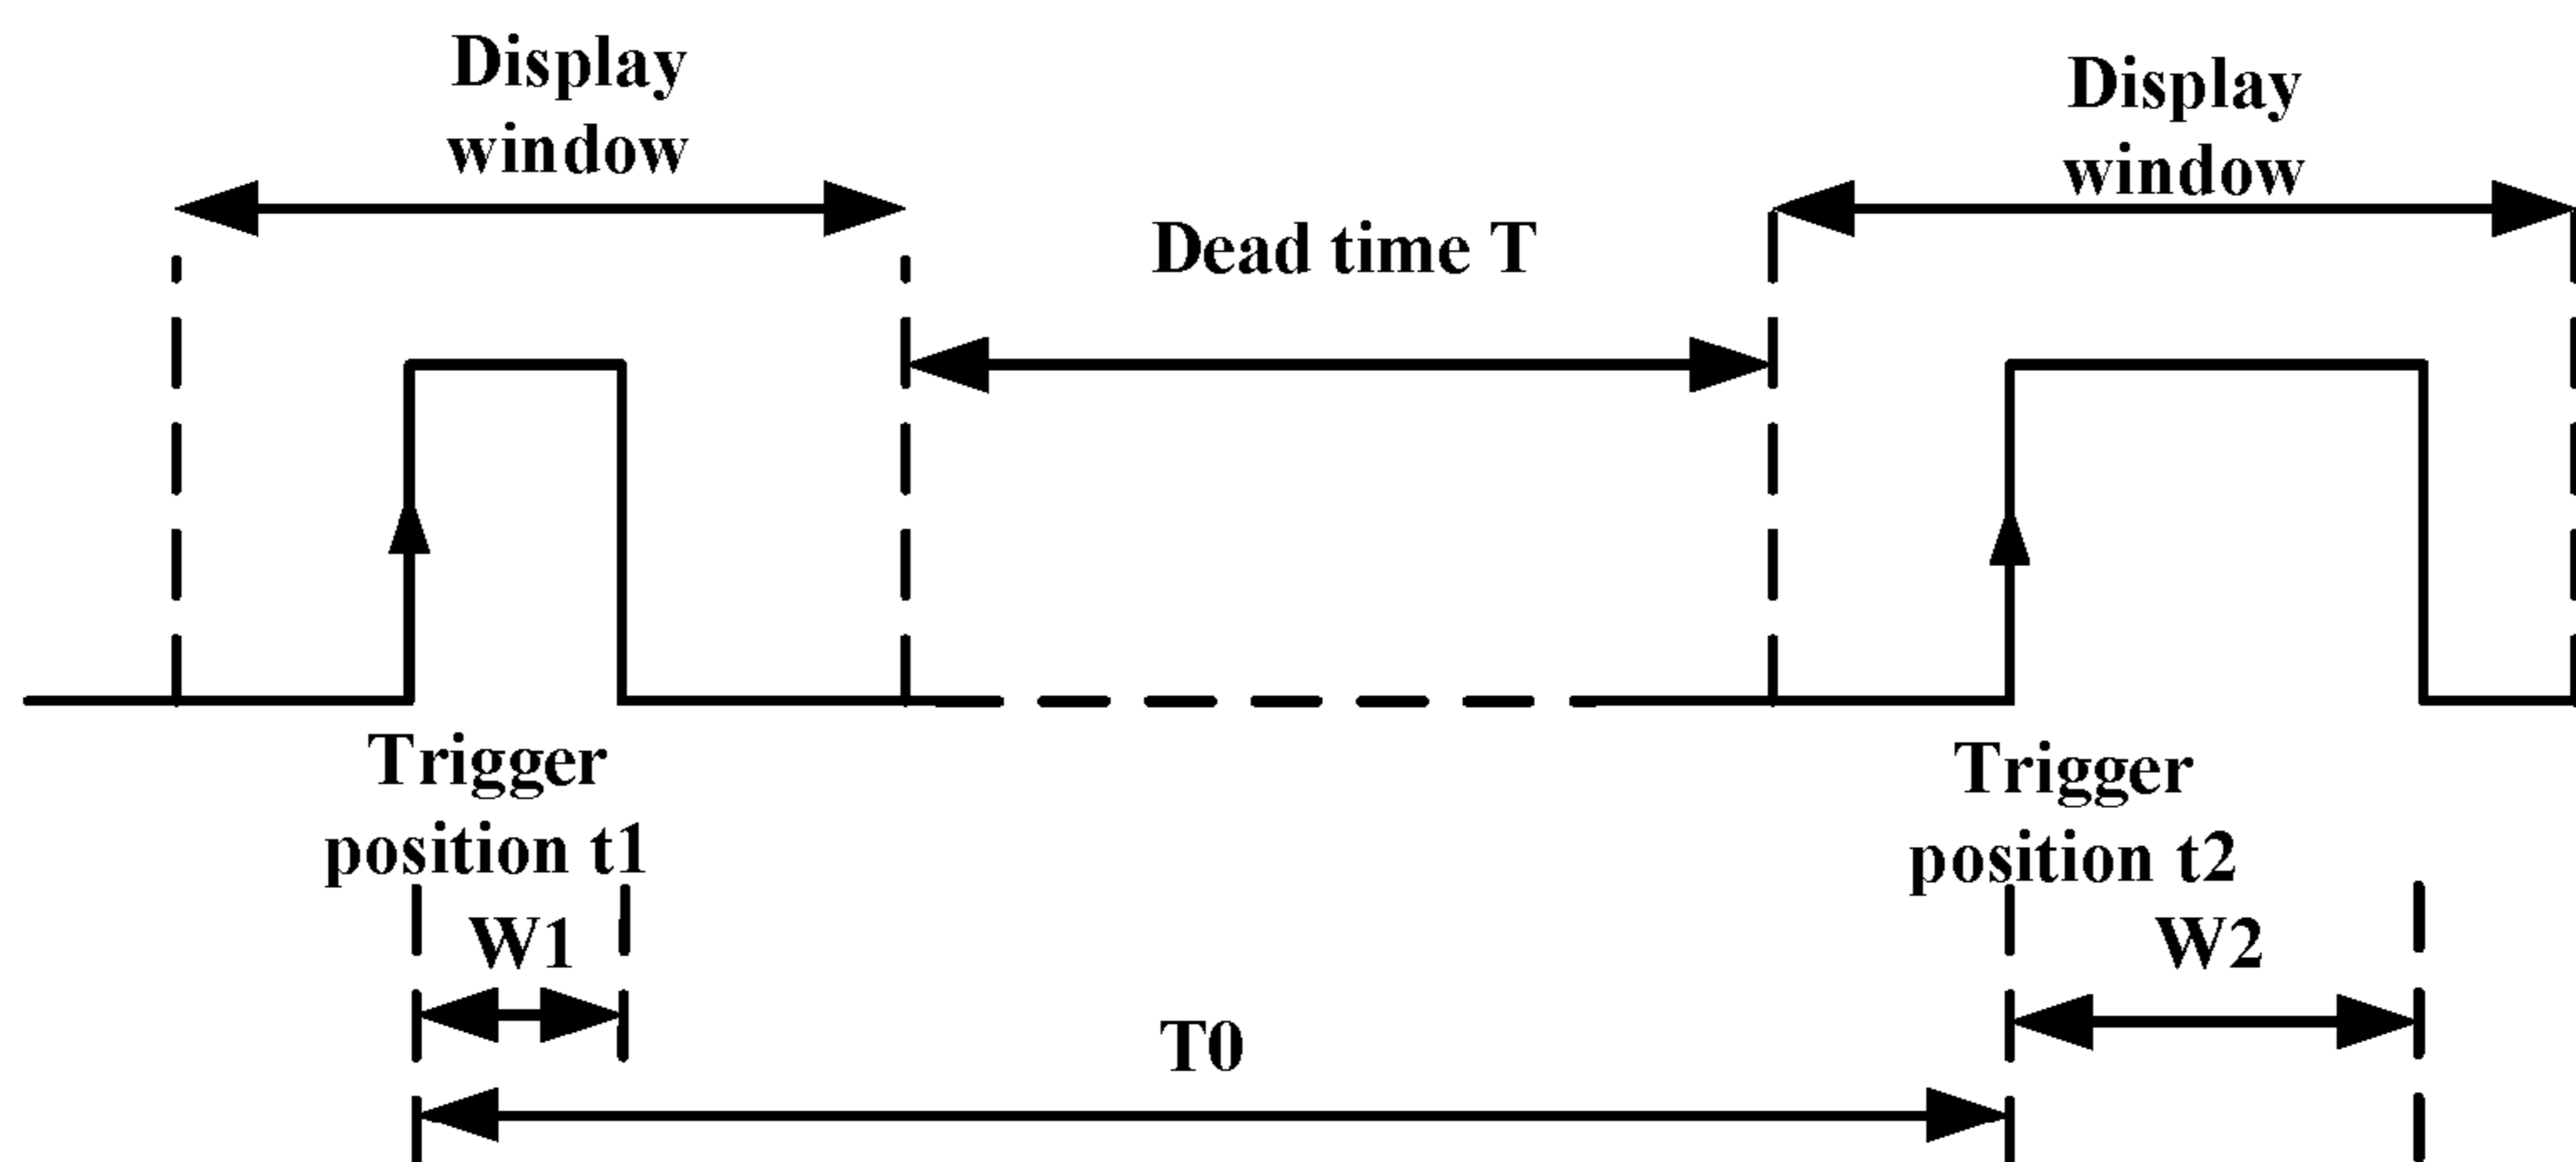 Display
window
Display
window
Dead time T
Trigger
position t1
Trigger
position t2
W1
W2
T0